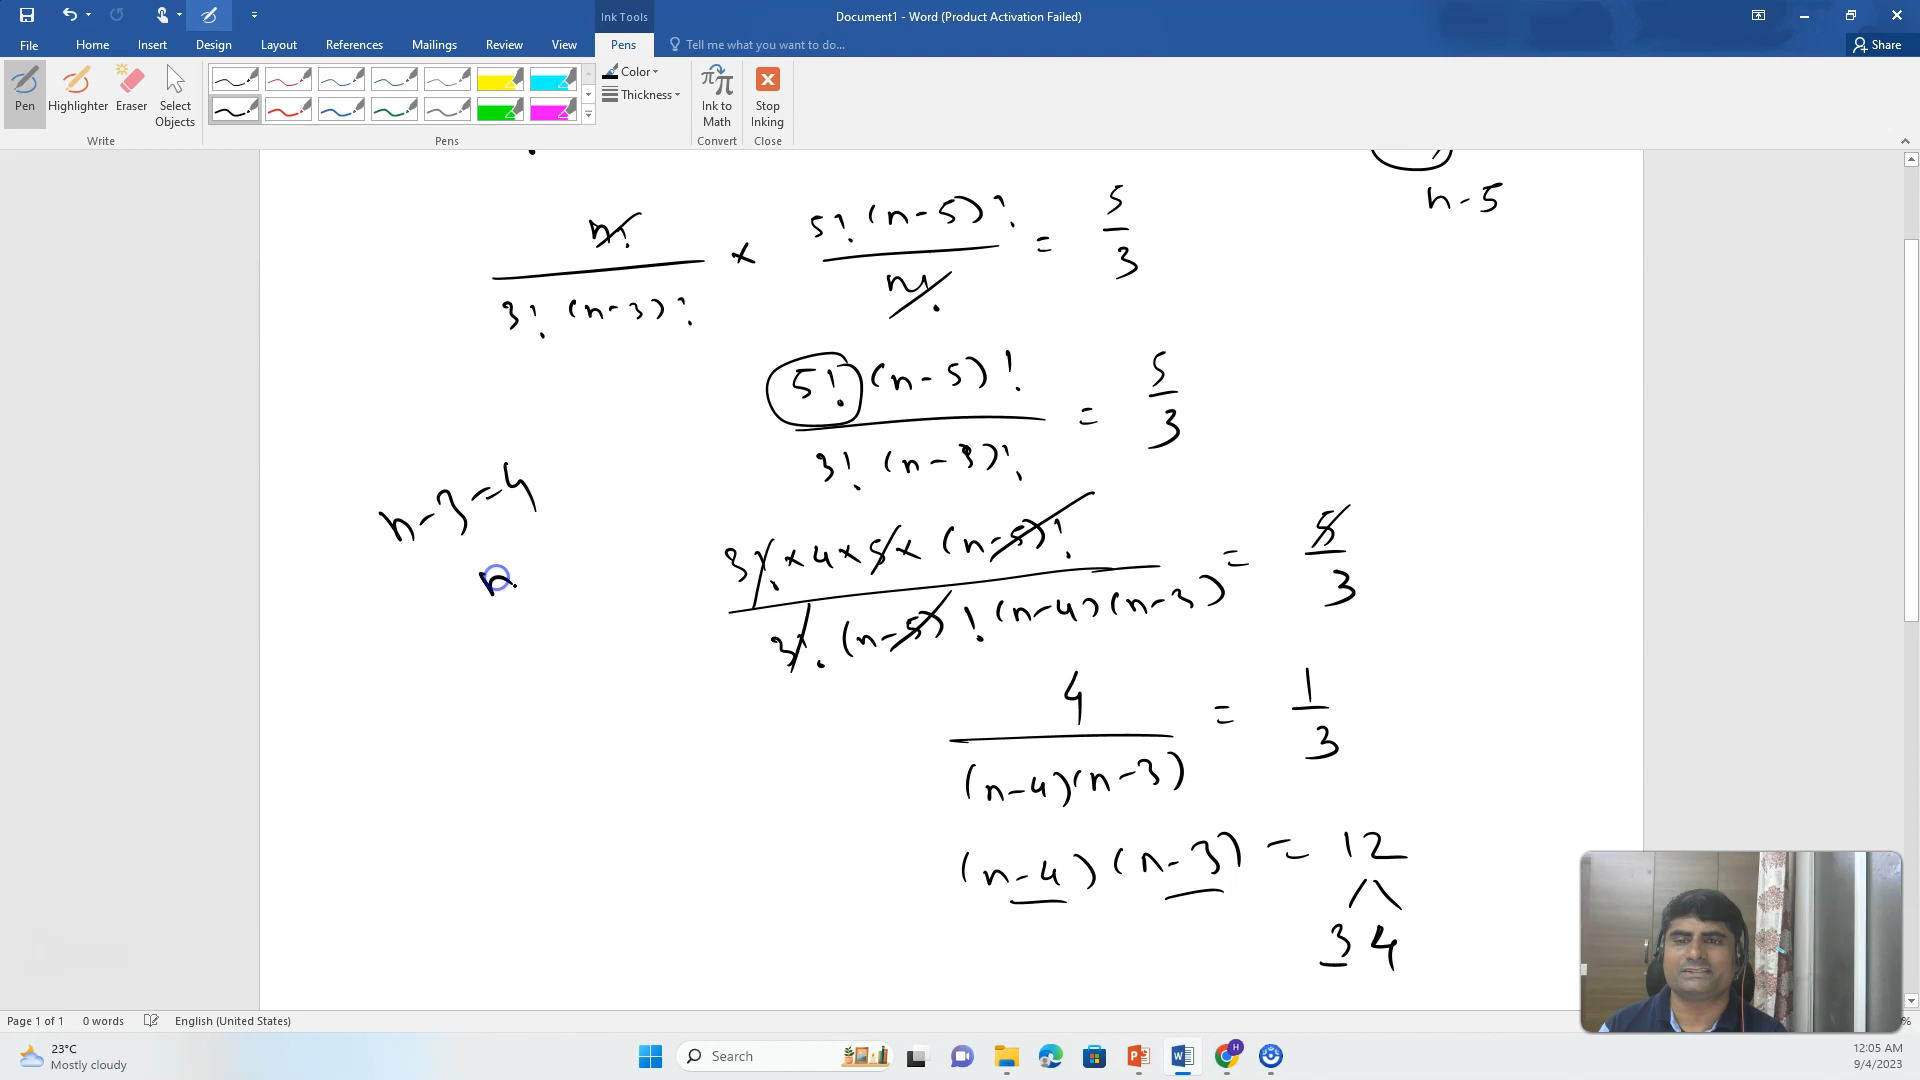 Ink Tools
Document1 - Word (Product Activation Failed)
File Home Insert Design Layout References Mailings Review View Pens Tell me what you want to do... Share
Pen Highlighter Eraser Select Objects
Color
Thickness
Ink to Math
Stop Inking
Write Pens Convert Close
n - 5
n! / 3! (n-3)! × 5! (n-5)! / n! = 5/3
5! (n-5)! / 3! (n-3)! = 5/3
n-3=4
n
3! × 4 × 5 × (n-5)! / 3! (n-5)! (n-4)(n-3) = 5/3
4 / (n-4)(n-3) = 1/3
(n-4)(n-3) = 12
3 4
Page 1 of 1 0 words English (United States) %
23°C
Mostly cloudy
Search
H
12:05 AM
9/4/2023